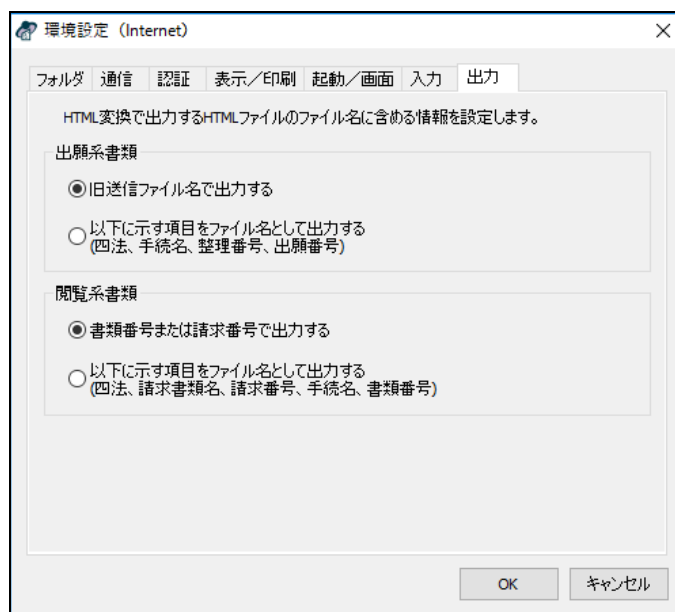 環境設定（Internet）
フォルダ 通信 認証 表示／印刷 起動／画面 入力 出力
HTML変換で出力するHTMLファイルのファイル名に含める情報を設定します。
出願系書類
旧送信ファイル名で出力する
以下に示す項目をファイル名として出力する
(四法、手続名、整理番号、出願番号)
閲覧系書類
書類番号または請求番号で出力する
以下に示す項目をファイル名として出力する
(四法、請求書類名、請求番号、手続名、書類番号)
OK キャンセル